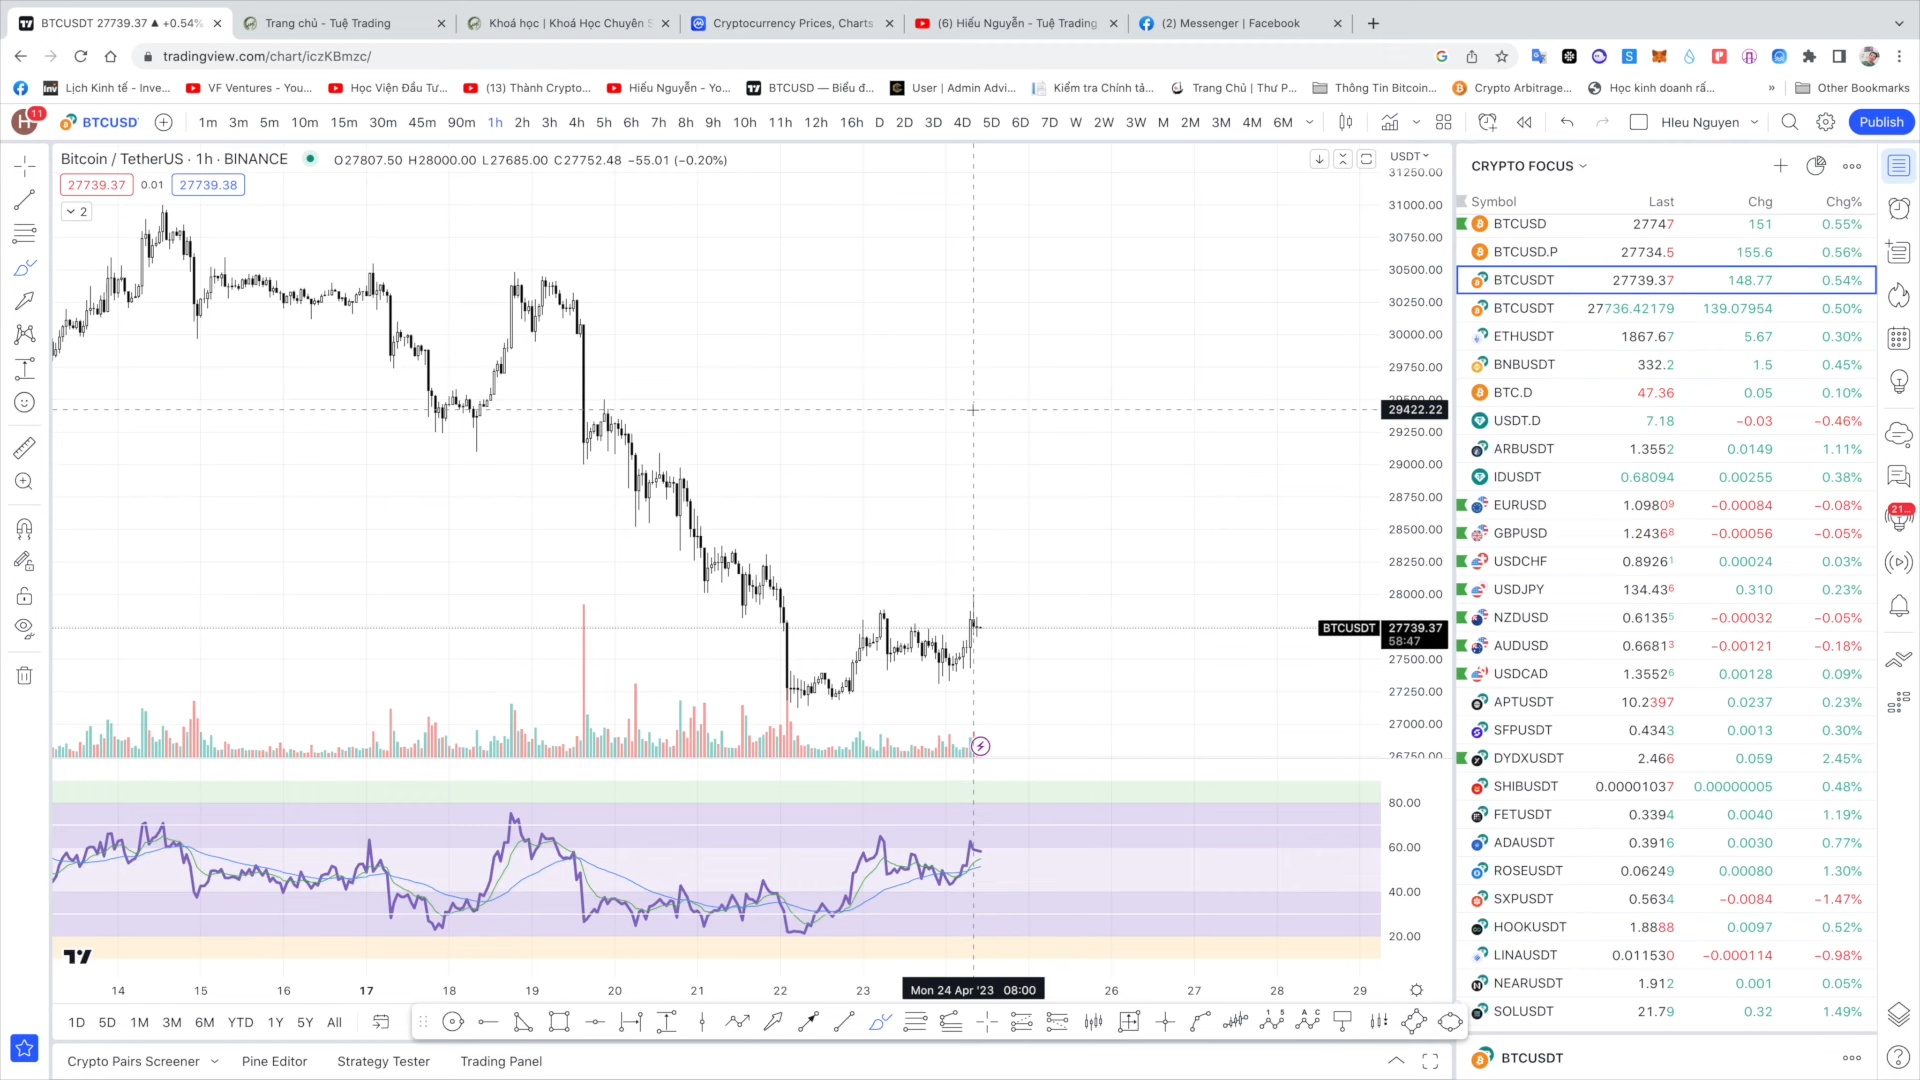 BTCUSDT 27739.37 ▲ +0.54%
Trang chủ - Tuệ Trading
Khoá học | Khoá Học Chuyên S
Cryptocurrency Prices, Charts
(6) Hiếu Nguyễn - Tuệ Trading
(2) Messenger | Facebook
tradingview.com/chart/iczKBmzc/
Lịch Kinh tế - Inve...
VF Ventures - You...
Học Viện Đầu Tư...
(13) Thành Crypto...
Hiếu Nguyễn - Yo...
BTCUSD — Biểu đ...
User | Admin Advi...
Kiểm tra Chính tả...
Trang Chủ | Thư P...
Thông Tin Bitcoin...
Crypto Arbitrage...
Học kinh doanh rấ...
»
Other Bookmarks
H 11
BTCUSD
1m 3m 5m 10m 15m 30m 45m 90m 1h 2h 3h 4h 5h 6h 7h 8h 9h 10h 11h 12h 16h D 2D 3D 4D 5D 6D 7D W 2W 3W M 2M 3M 4M 6M
HIeu Nguyen
Publish
Bitcoin / TetherUS · 1h · BINANCE
O27807.50 H28000.00 L27685.00 C27752.48 −55.01 (−0.20%)
27739.37 0.01 27739.38
2
USDT
31250.00
31000.00
30750.00
30500.00
30250.00
30000.00
29750.00
29422.22
29250.00
29000.00
28750.00
28500.00
28250.00
28000.00
BTCUSDT 27739.37
58:47
27500.00
27250.00
27000.00
26750.00
80.00
60.00
40.00
20.00
14 15 16 17 18 19 20 21 22 23 Mon 24 Apr '23 08:00 26 27 28 29
1D 5D 1M 3M 6M YTD 1Y 5Y All
Crypto Pairs Screener
Pine Editor
Strategy Tester
Trading Panel
CRYPTO FOCUS
Symbol Last Chg Chg%
BTCUSD 27747 151 0.55%
BTCUSD.P 27734.5 155.6 0.56%
BTCUSDT 27739.37 148.77 0.54%
BTCUSDT 27736.42179 139.07954 0.50%
ETHUSDT 1867.67 5.67 0.30%
BNBUSDT 332.2 1.5 0.45%
BTC.D 47.36 0.05 0.10%
USDT.D 7.18 −0.03 −0.46%
ARBUSDT 1.3552 0.0149 1.11%
IDUSDT 0.68094 0.00255 0.38%
EURUSD 1.09809 −0.00084 −0.08%
GBPUSD 1.24368 −0.00056 −0.05%
USDCHF 0.89261 0.00024 0.03%
USDJPY 134.436 0.310 0.23%
NZDUSD 0.61355 −0.00032 −0.05%
AUDUSD 0.66813 −0.00121 −0.18%
USDCAD 1.35526 0.00128 0.09%
APTUSDT 10.2397 0.0237 0.23%
SFPUSDT 0.4343 0.0013 0.30%
DYDXUSDT 2.466 0.059 2.45%
SHIBUSDT 0.00001037 0.00000005 0.48%
FETUSDT 0.3394 0.0040 1.19%
ADAUSDT 0.3916 0.0030 0.77%
ROSEUSDT 0.06249 0.00080 1.30%
SXPUSDT 0.5634 −0.0084 −1.47%
HOOKUSDT 1.8888 0.0097 0.52%
LINAUSDT 0.011530 −0.000114 −0.98%
NEARUSDT 1.912 0.001 0.05%
SOLUSDT 21.79 0.32 1.49%
BTCUSDT
21...